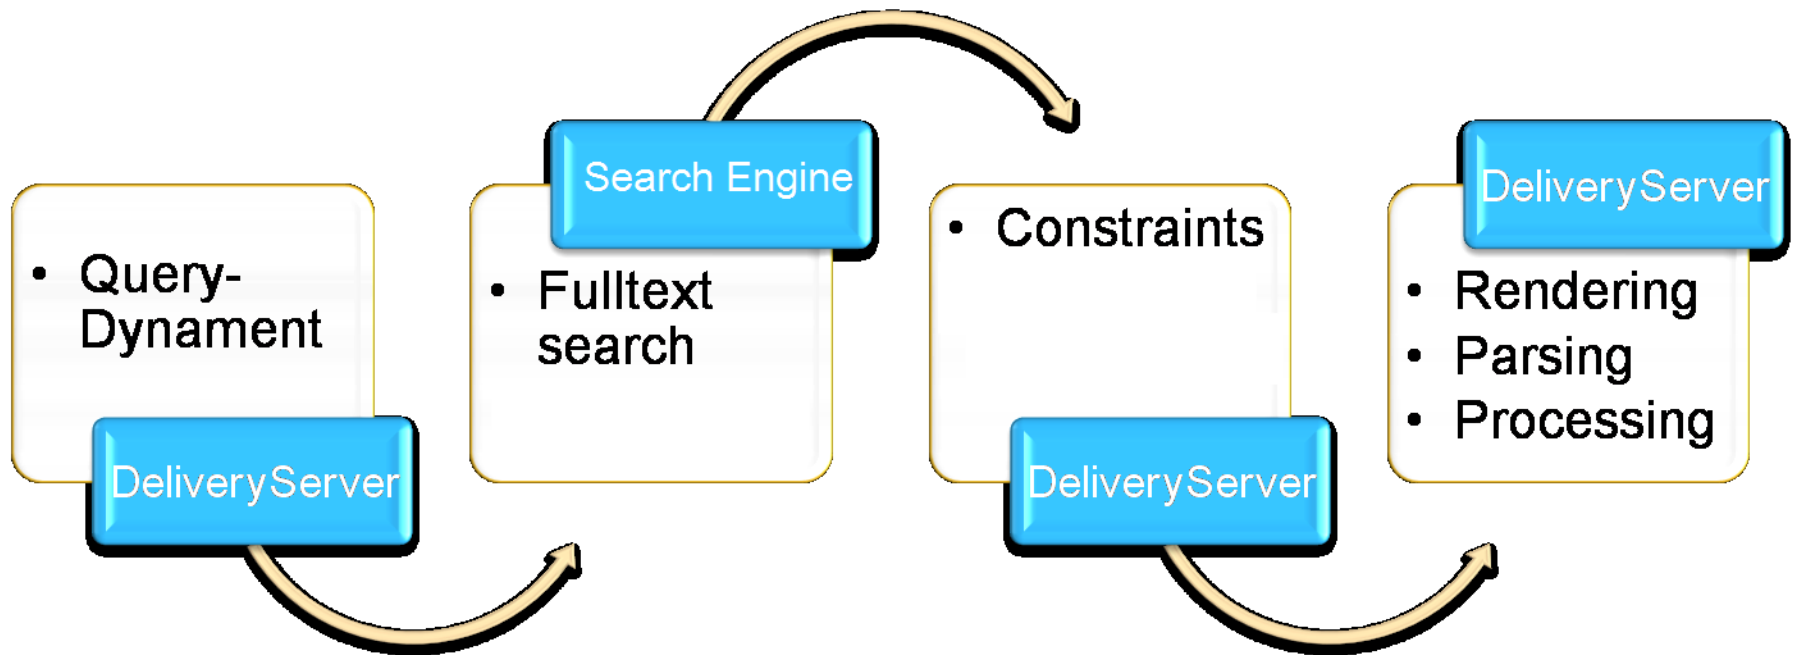 • Query-
Dynament
DeliveryServer
Search Engine
• Fulltext
search
• Constraints
DeliveryServer
DeliveryServer
• Rendering
• Parsing
• Processing